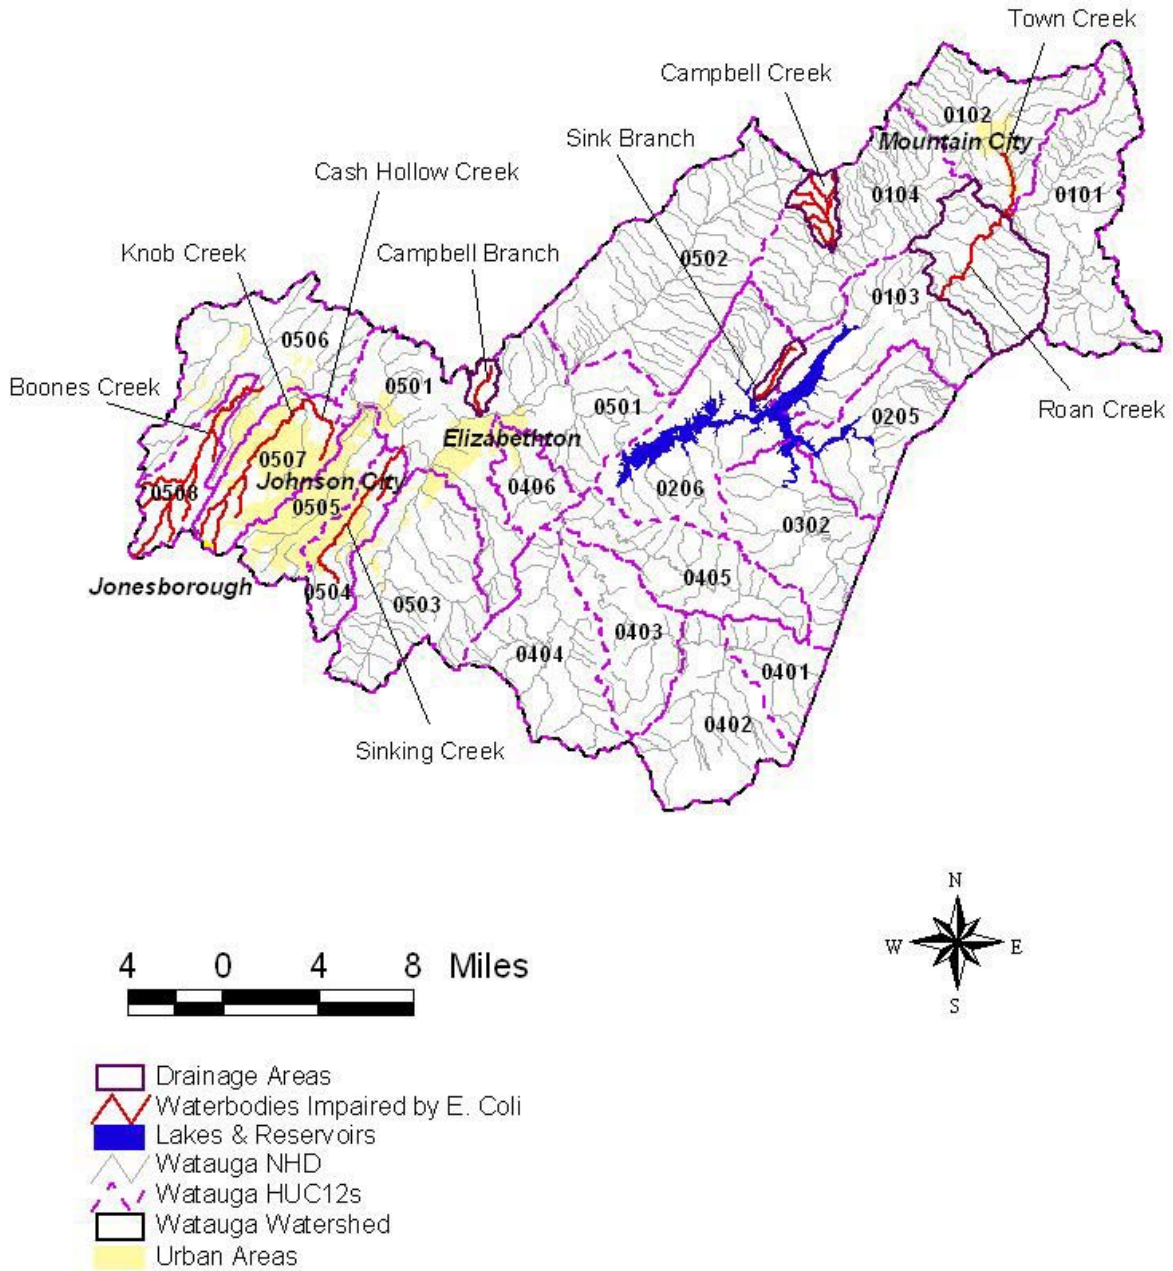 Town Creek
Campbell Creek
Sink Branch
0102
Mountain City
Cash Hollow Creek
0104
0101
Knob Creek
Campbell Branch
0502
0103
0506
Boones Creek
0501
0501
Roan Creek
0205
Elizabethton
0507
Johnson City
0406
0206
0508
0505
0302
Jonesborough
0504
0503
0405
0403
0404
0401
0402
Sinking Creek
N
W E
S
4 0 4 8 Miles
Drainage Areas
Waterbodies Impaired by E. Coli
Lakes & Reservoirs
Watauga NHD
Watauga HUC12s
Watauga Watershed
Urban Areas